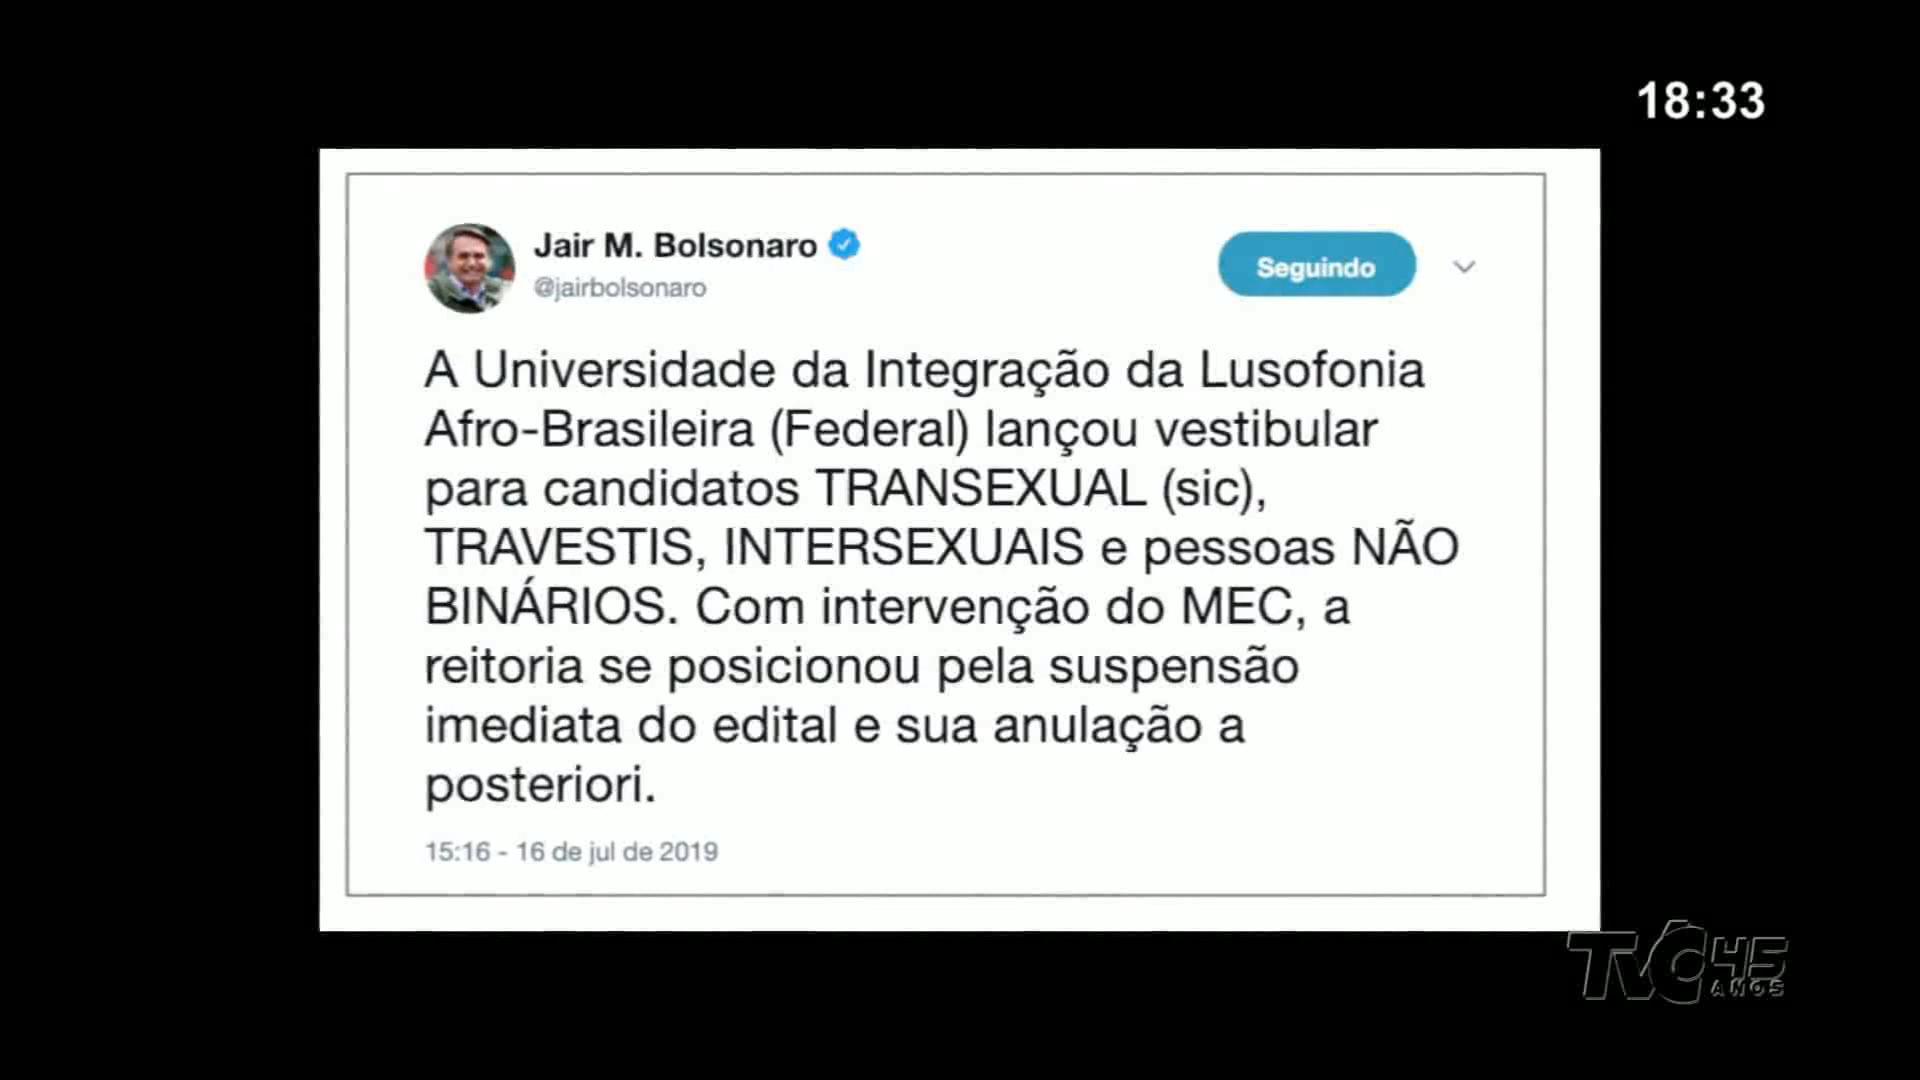 18:33
Jair M. Bolsonaro
@jairbolsonaro
Seguindo
A Universidade da Integração da Lusofonia
Afro-Brasileira (Federal) lançou vestibular
para candidatos TRANSEXUAL (sic),
TRAVESTIS, INTERSEXUAIS e pessoas NÃO
BINÁRIOS. Com intervenção do MEC, a
reitoria se posicionou pela suspensão
imediata do edital e sua anulação a
posteriori.
15:16 - 16 de jul de 2019
TVC 45
ANOS